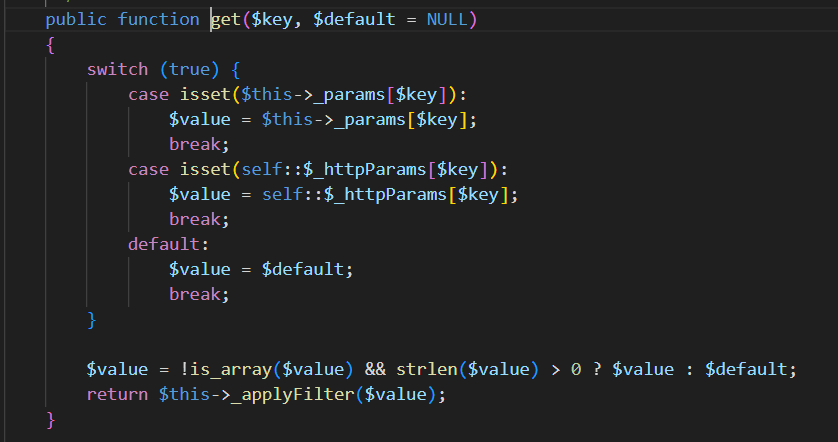 public function get($key, $default = NULL)
{
    switch (true) {
        case isset($this->_params[$key]):
            $value = $this->_params[$key];
            break;
        case isset(self::$_httpParams[$key]):
            $value = self::$_httpParams[$key];
            break;
        default:
            $value = $default;
            break;
    }

    $value = !is_array($value) && strlen($value) > 0 ? $value : $default;
    return $this->_applyFilter($value);
}